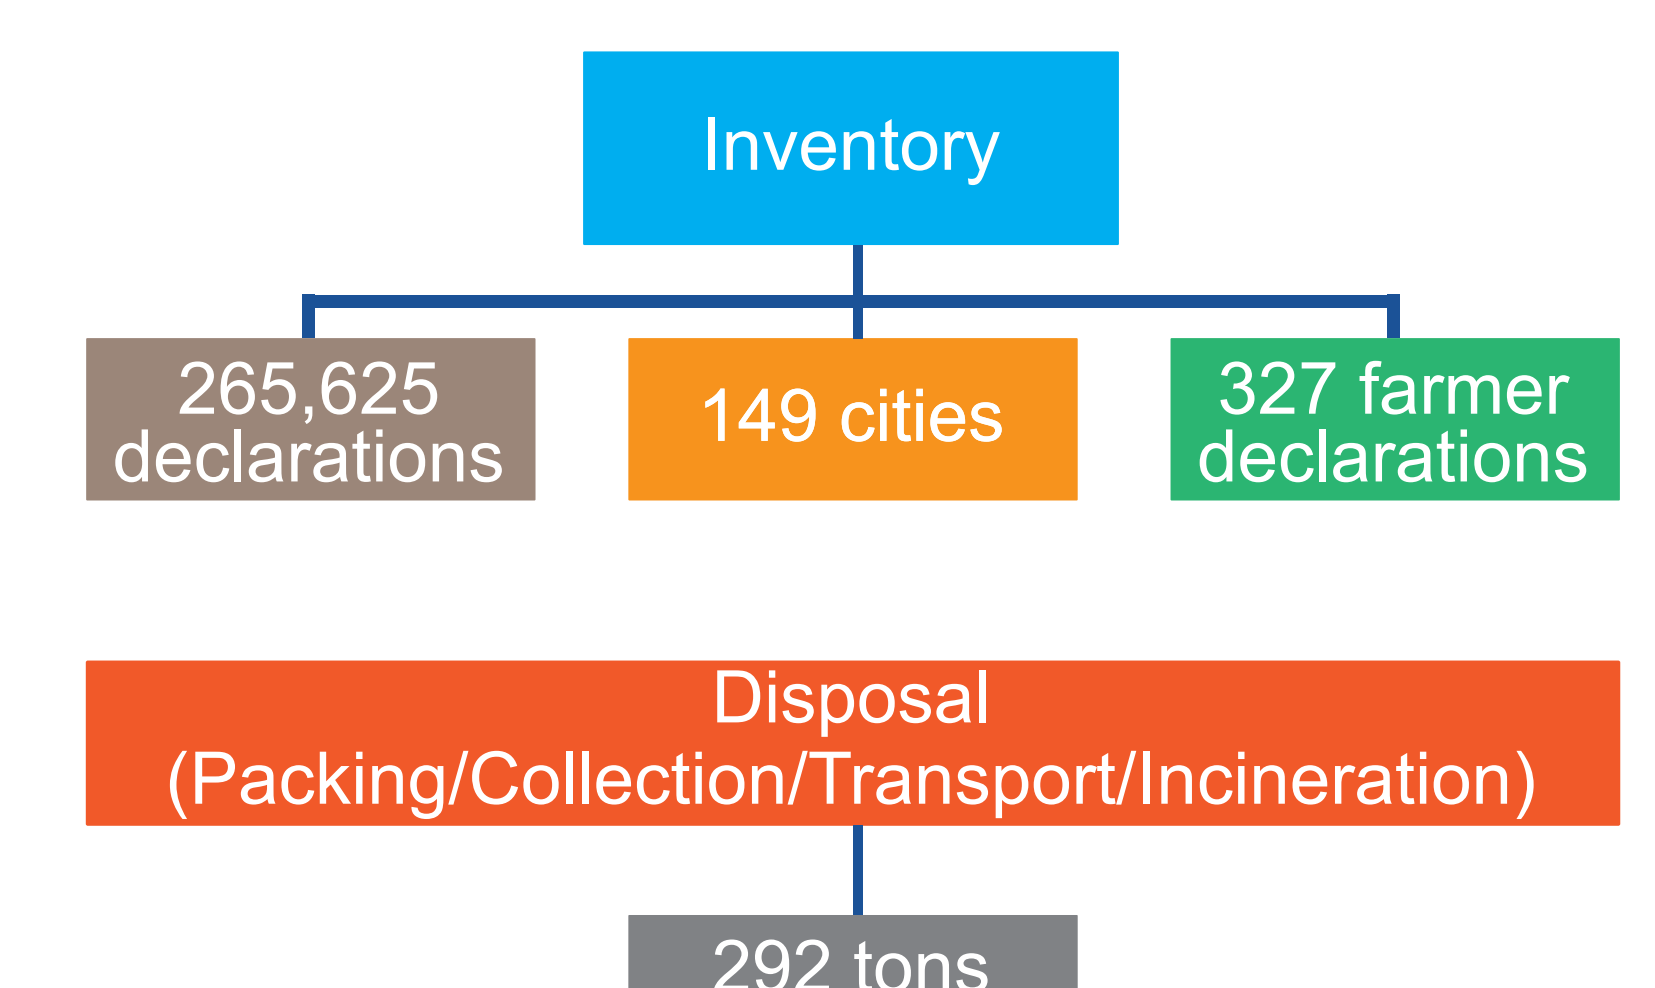 Inventory
265,625
declarations
149 cities
327 farmer
declarations
Disposal
(Packing/Collection/Transport/Incineration)
292 tons